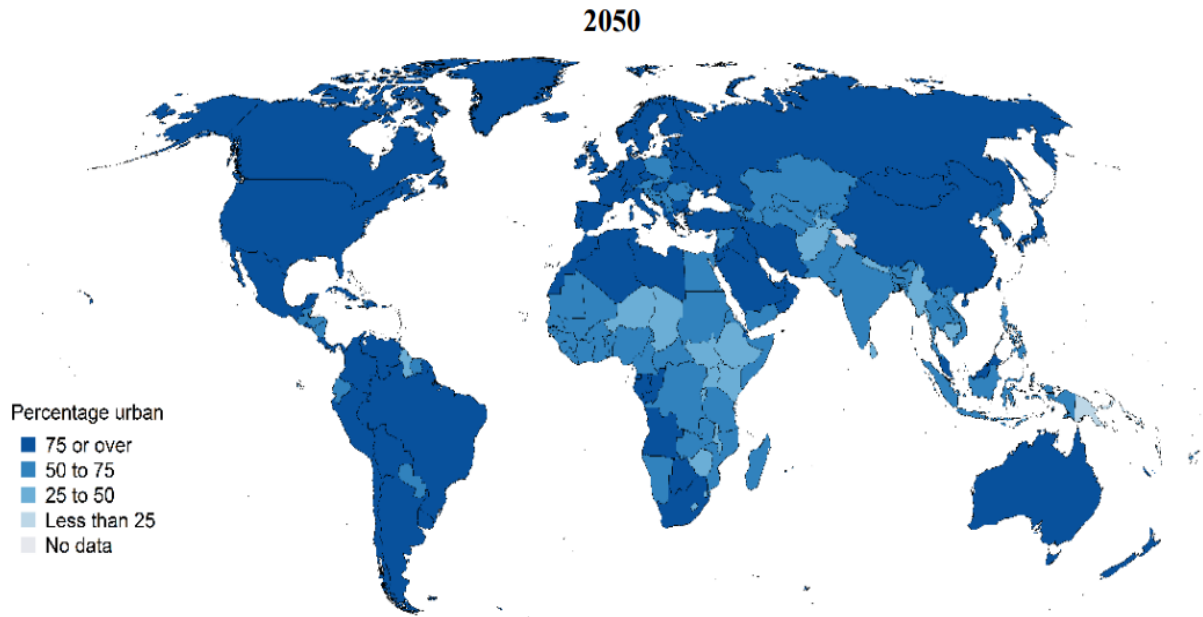 2050
Percentage urban
75 or over
50 to 75
25 to 50
Less than 25
No data